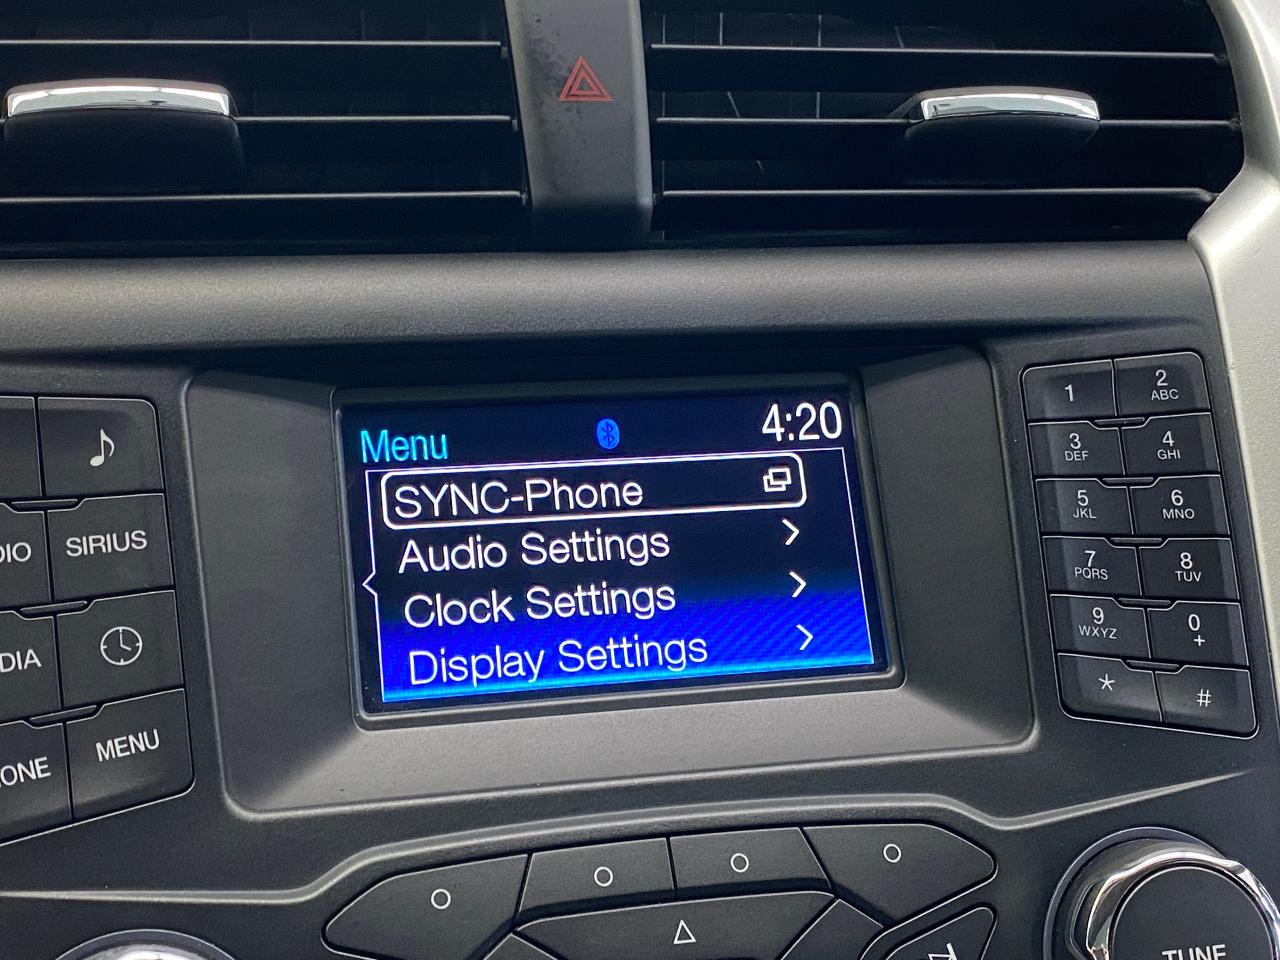 Menu 4:20
SYNC-Phone
Audio Settings
Clock Settings
Display Settings
SIRIUS
MENU
1
2
ABC
3
DEF
4
GHI
5
JKL
6
MNO
7
PQRS
8
TUV
9
WXYZ
0
+
*
#
TUNE